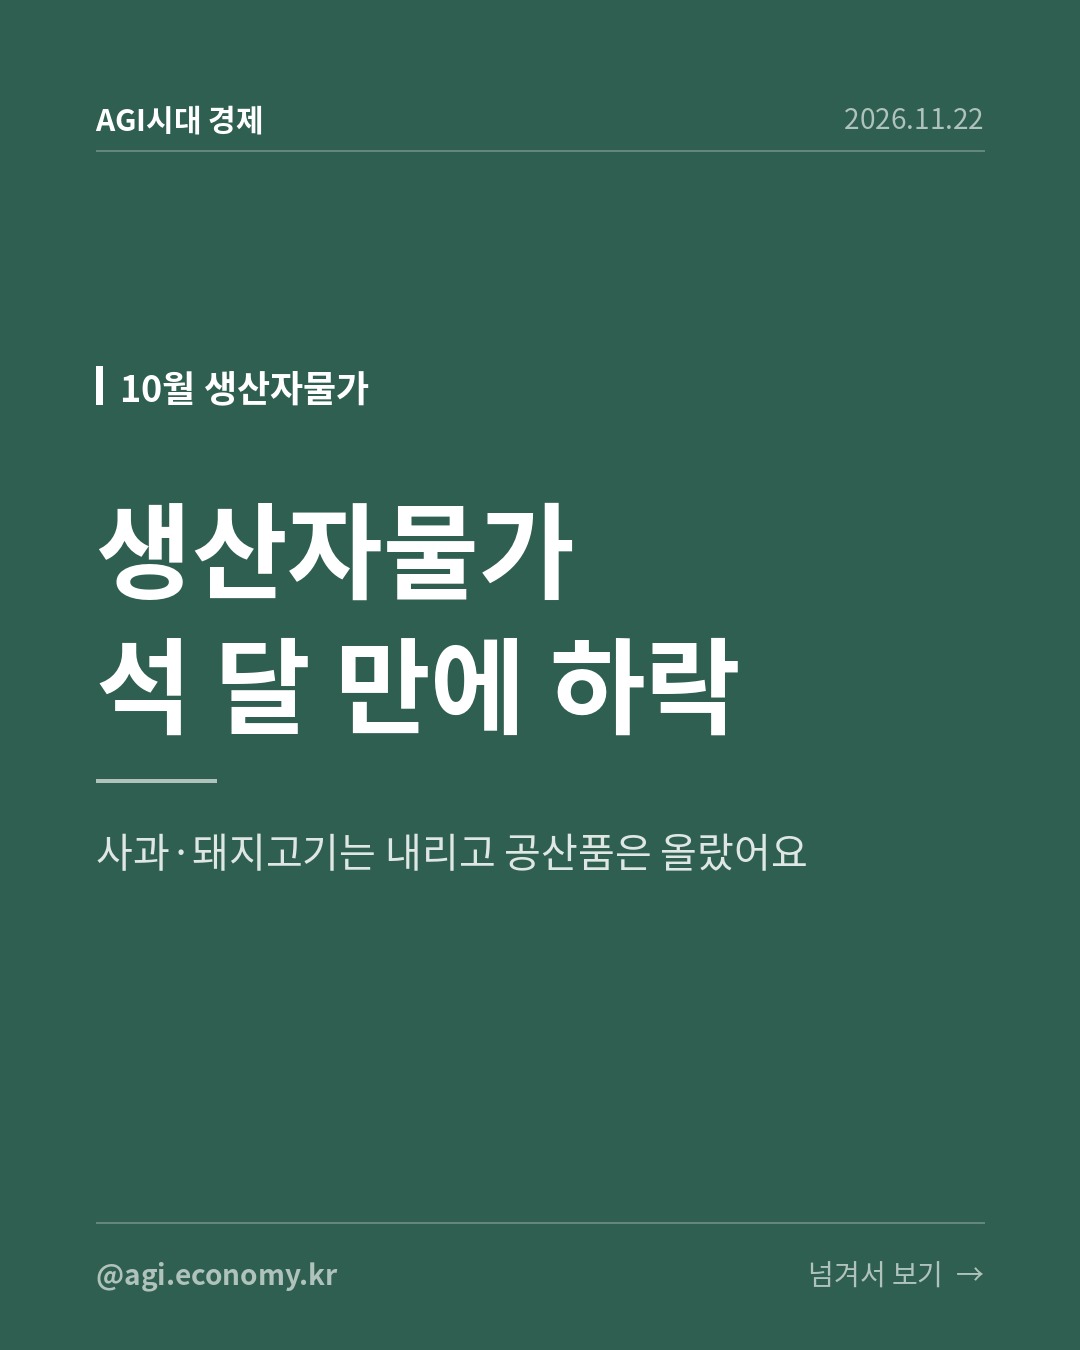 AGI시대 경제
2026.11.22
10월 생산자물가
생산자물가
석 달 만에 하락
사과·돼지고기는 내리고 공산품은 올랐어요
@agi.economy.kr
넘겨서 보기 →